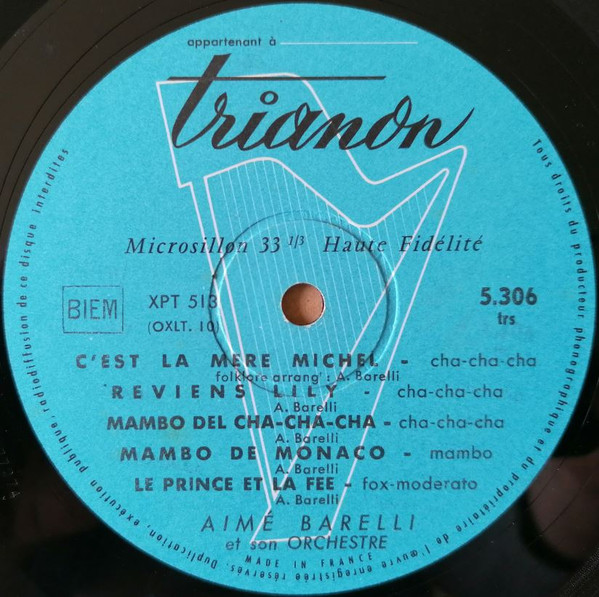 appartenant à
trianon
Microsillon 33 1/3 Haute Fidélité
BIEM
XPT 513
(OXLT. 10)
5.306
trs
C'EST LA MERE MICHEL - cha-cha-cha
folklore arrangt : A. Barelli
REVIENS LILY - cha-cha-cha
A. Barelli
MAMBO DEL CHA-CHA-CHA - cha-cha-cha
A. Barelli
MAMBO DE MONACO - mambo
A. Barelli
LE PRINCE ET LA FEE - fox-moderato
A. Barelli
AIMÉ BARELLI
et son ORCHESTRE
MADE IN FRANCE
Tous droits du producteur phonographique et du propriétaire de l'œuvre enregistrée réservés. Duplication, exécution publique, radiodiffusion de ce disque interdites